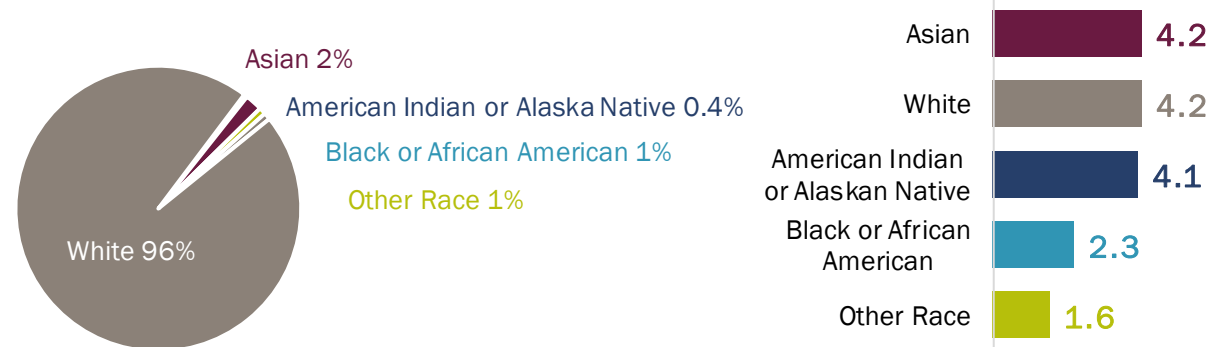 Asian 2%
American Indian or Alaska Native 0.4%
Black or African American 1%
Other Race 1%
White 96%
Asian 4.2
White 4.2
American Indian
or Alaskan Native 4.1
Black or African
American 2.3
Other Race 1.6